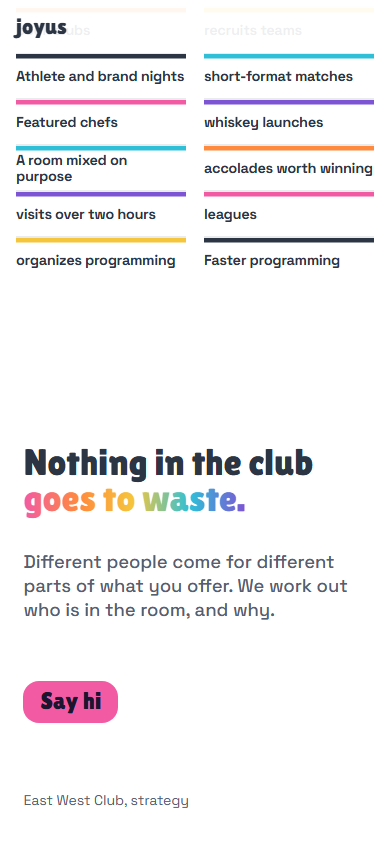 joyus
recruits teams
Athlete and brand nights
short-format matches
Featured chefs
whiskey launches
A room mixed on
purpose
accolades worth winning
visits over two hours
leagues
organizes programming
Faster programming
Nothing in the club
goes to waste.
Different people come for different
parts of what you offer. We work out
who is in the room, and why.
Say hi
East West Club, strategy